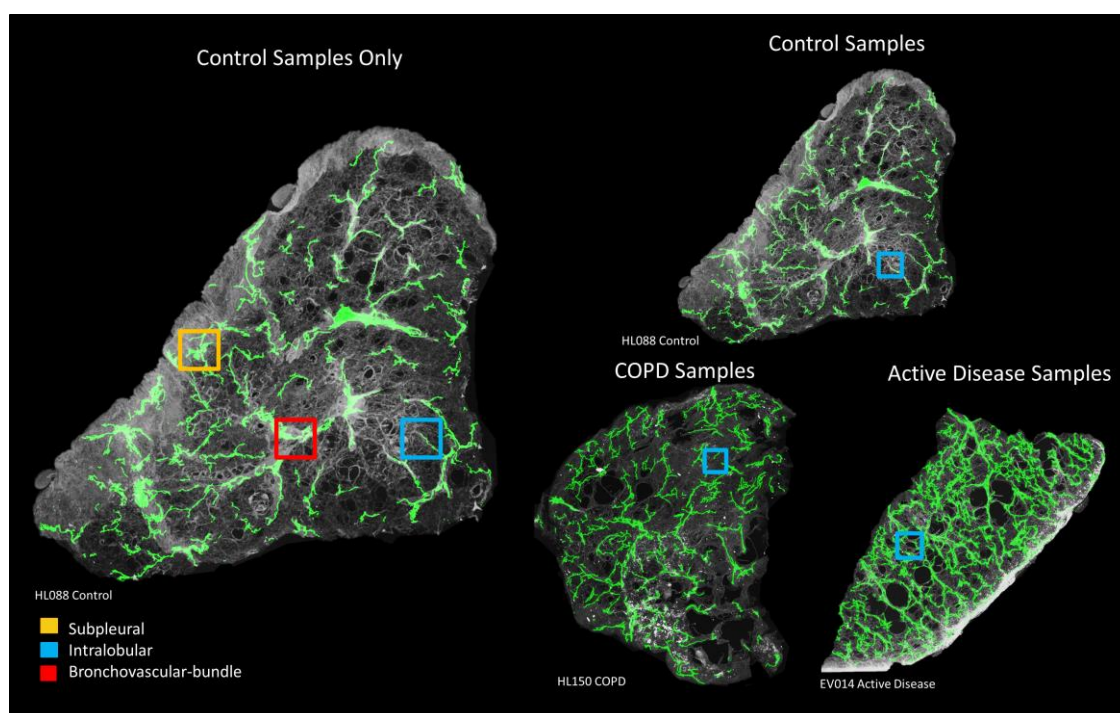 Control Samples Only
HL088 Control
Subpleural
Intralobular
Bronchovascular-bundle
Control Samples
HL088 Control
COPD Samples
HL150 COPD
Active Disease Samples
EV014 Active Disease